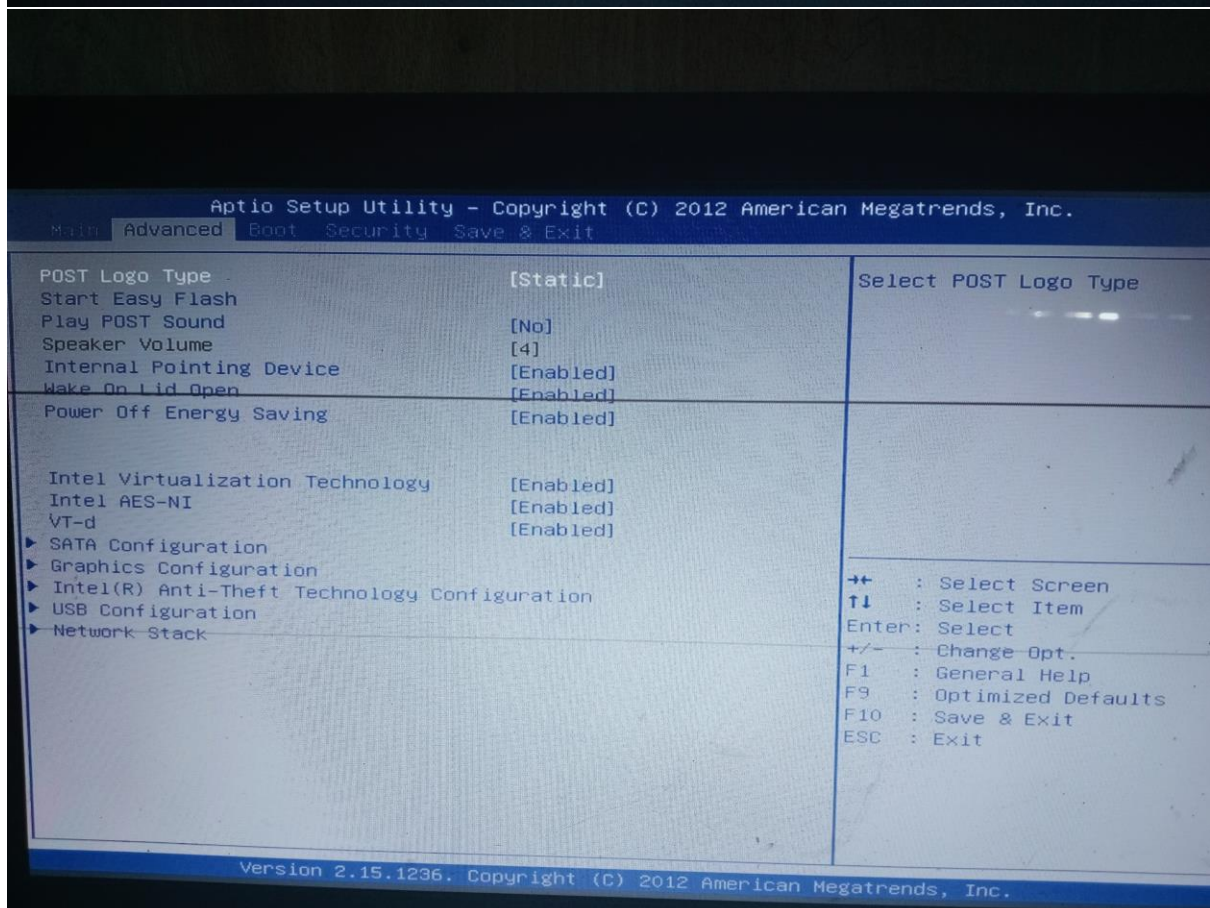 Aptio Setup Utility – Copyright (C) 2012 American Megatrends, Inc.
Main Advanced Boot Security Save & Exit
POST Logo Type [Static]
Start Easy Flash
Play POST Sound [No]
Speaker Volume [4]
Internal Pointing Device [Enabled]
Wake On Lid Open [Enabled]
Power Off Energy Saving [Enabled]
Intel Virtualization Technology [Enabled]
Intel AES-NI [Enabled]
VT-d [Enabled]
▶ SATA Configuration
▶ Graphics Configuration
▶ Intel(R) Anti-Theft Technology Configuration
▶ USB Configuration
▶ Network Stack
Select POST Logo Type
→← : Select Screen
↑↓ : Select Item
Enter: Select
+/- : Change Opt.
F1 : General Help
F9 : Optimized Defaults
F10 : Save & Exit
ESC : Exit
Version 2.15.1236. Copyright (C) 2012 American Megatrends, Inc.